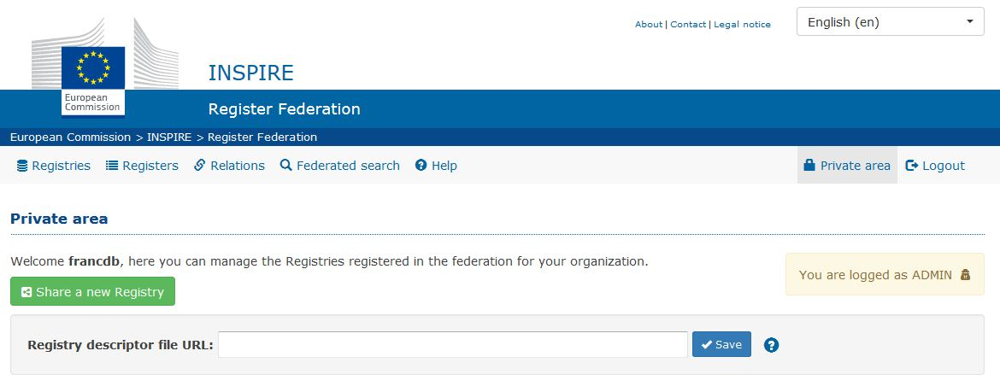 About | Contact | Legal notice
English (en)
European
Commission
INSPIRE
Register Federation
European Commission > INSPIRE > Register Federation
Registries Registers Relations Federated search Help Private area Logout
Private area
Welcome francdb, here you can manage the Registries registered in the federation for your organization.
You are logged as ADMIN
Share a new Registry
Registry descriptor file URL: Save